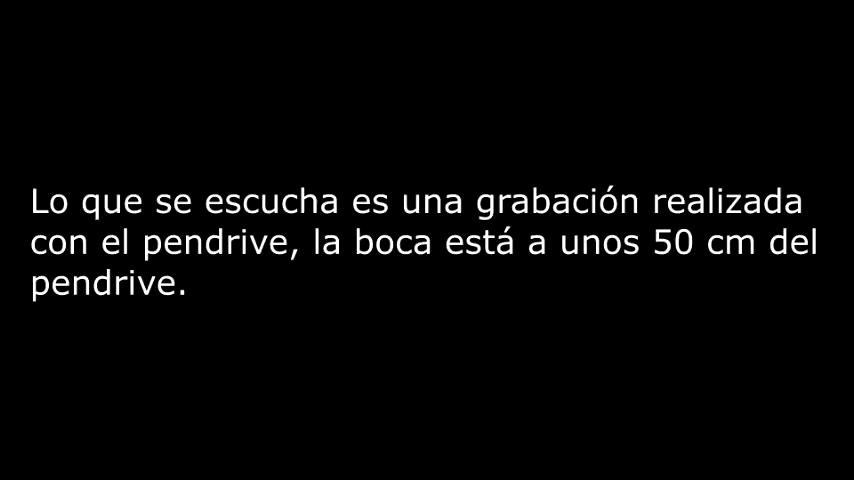 Lo que se escucha es una grabación realizada
con el pendrive, la boca está a unos 50 cm del
pendrive.